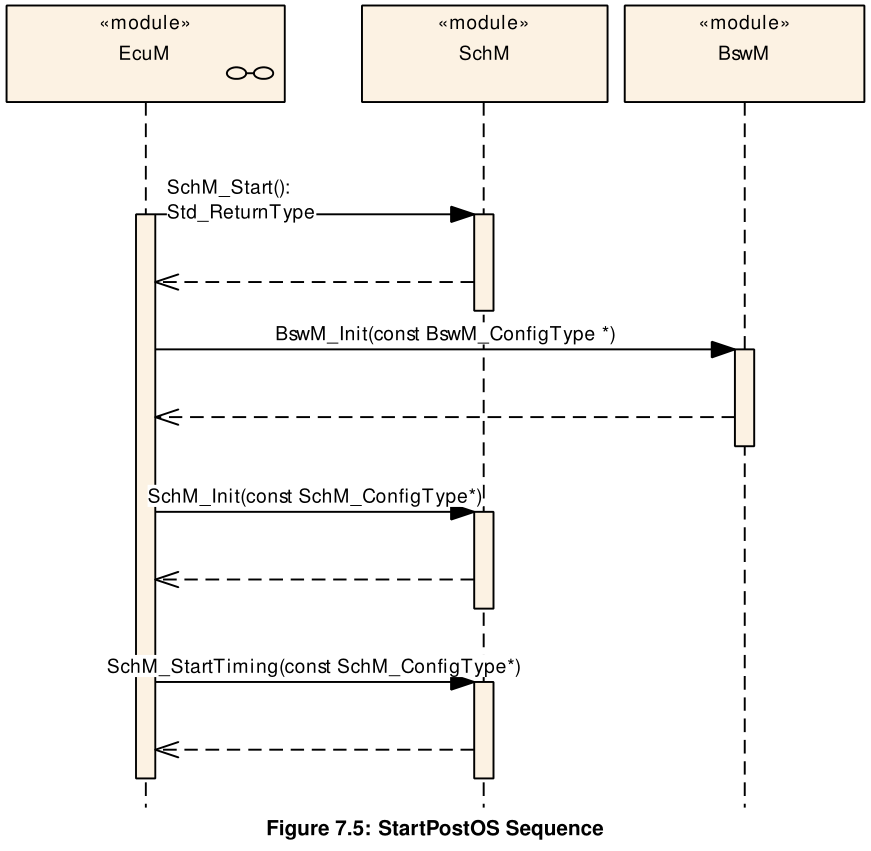 «module»
EcuM
«module»
SchM
«module»
BswM
SchM_Start():
Std_ReturnType
BswM_Init(const BswM_ConfigType *)
SchM_Init(const SchM_ConfigType*)
SchM_StartTiming(const SchM_ConfigType*)
Figure 7.5: StartPostOS Sequence